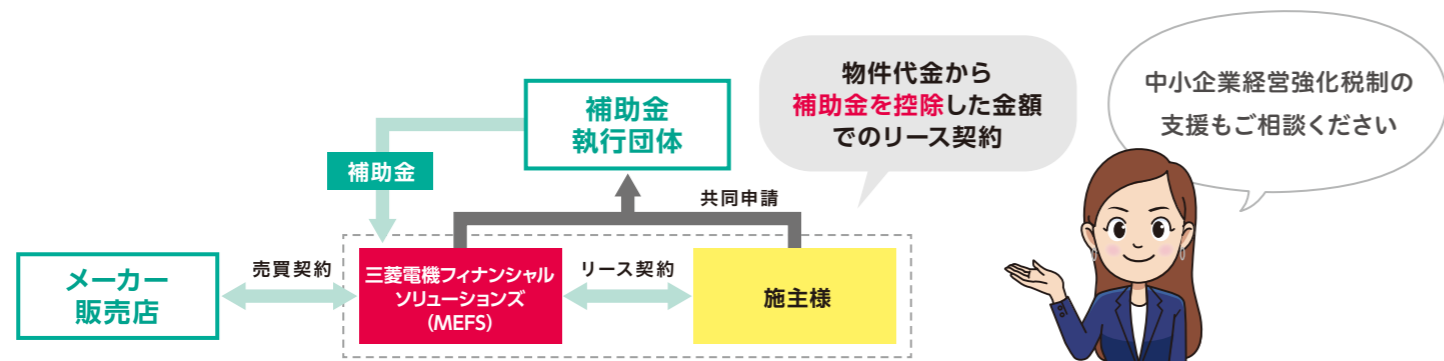 物件代金から
補助金を控除した金額
でのリース契約
中小企業経営強化税制の
支援もご相談ください
補助金
執行団体
補助金
共同申請
メーカー
販売店
売買契約
三菱電機フィナンシャル
ソリューションズ
(MEFS)
リース契約
施主様